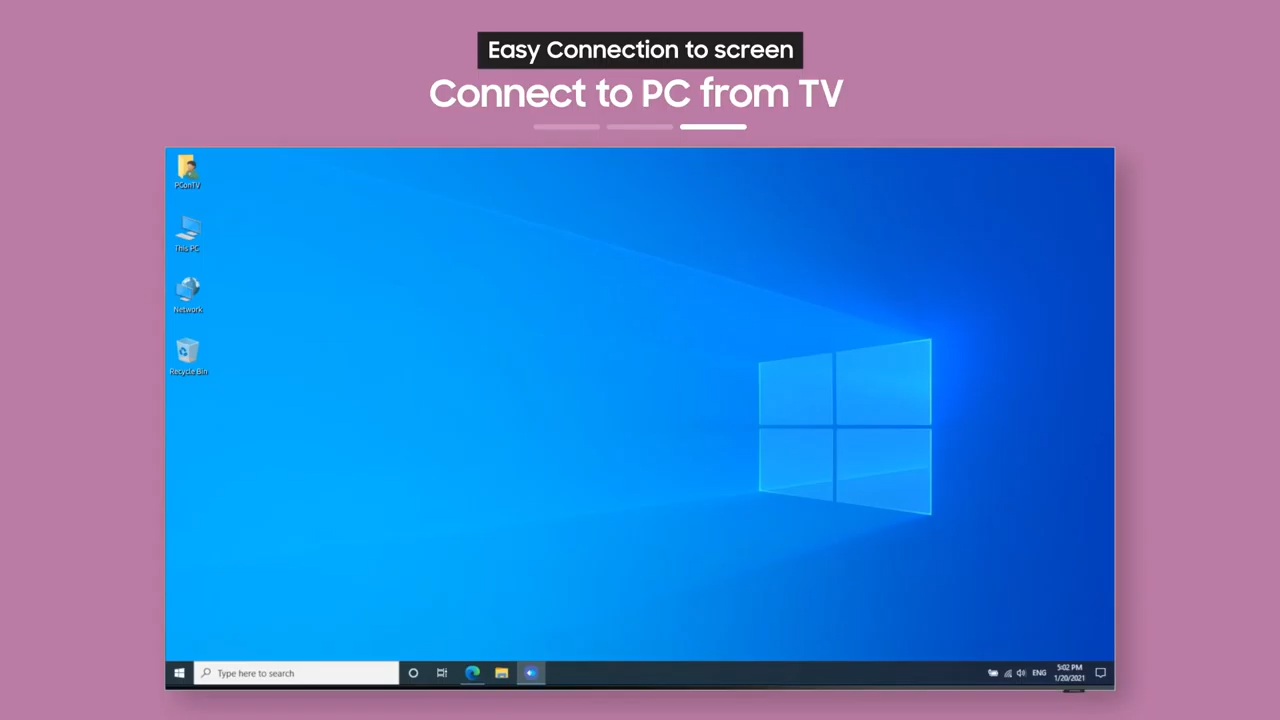 Easy Connection to screen
Connect to PC from TV
PConTV
This PC
Network
Recycle Bin
Type here to search
ENG
5:02 PM
1/20/2021